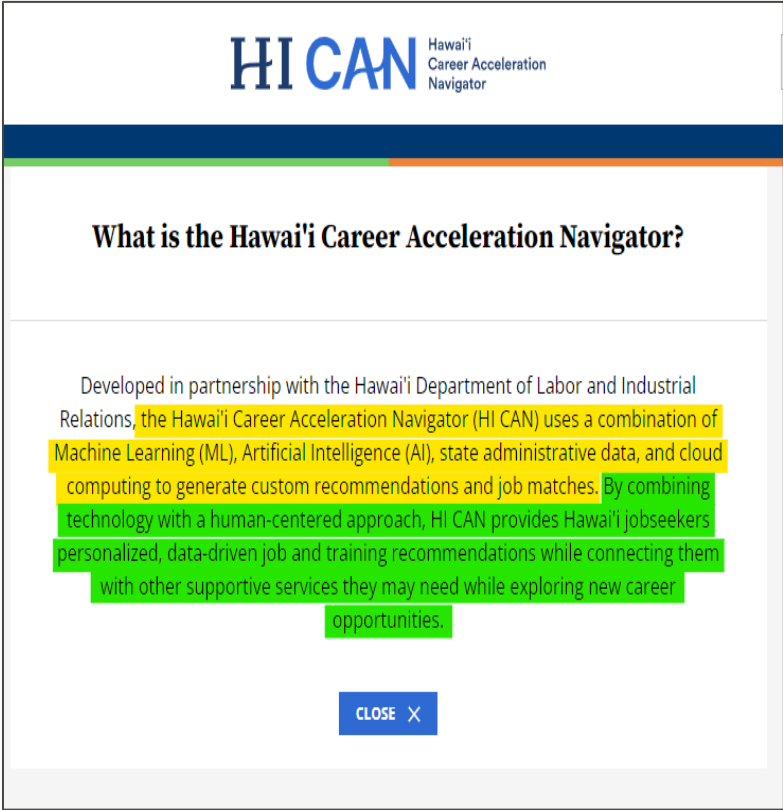 HI CAN
Hawai'i
Career Acceleration
Navigator
What is the Hawai'i Career Acceleration Navigator?
Developed in partnership with the Hawai'i Department of Labor and Industrial
Relations, the Hawai'i Career Acceleration Navigator (HI CAN) uses a combination of
Machine Learning (ML), Artificial Intelligence (AI), state administrative data, and cloud
computing to generate custom recommendations and job matches. By combining
technology with a human-centered approach, HI CAN provides Hawai'i jobseekers
personalized, data-driven job and training recommendations while connecting them
with other supportive services they may need while exploring new career
opportunities.
CLOSE X